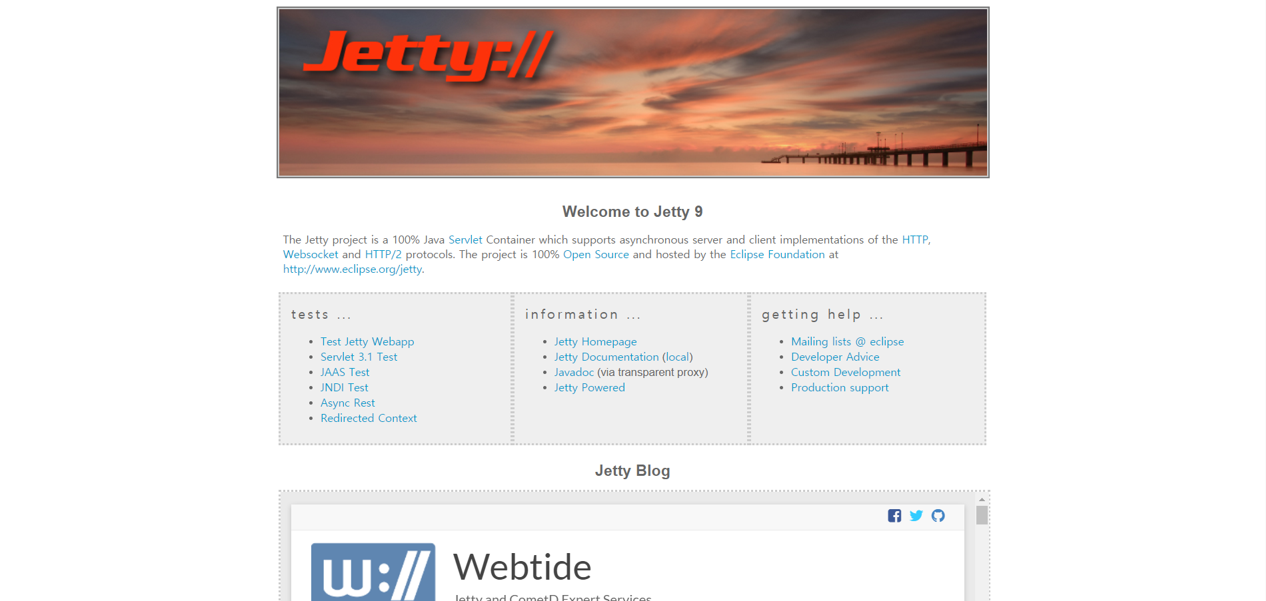 Jetty://
Welcome to Jetty 9
The Jetty project is a 100% Java Servlet Container which supports asynchronous server and client implementations of the HTTP,
Websocket and HTTP/2 protocols. The project is 100% Open Source and hosted by the Eclipse Foundation at
http://www.eclipse.org/jetty.
tests ...
Test Jetty Webapp
Servlet 3.1 Test
JAAS Test
JNDI Test
Async Rest
Redirected Context
information ...
Jetty Homepage
Jetty Documentation (local)
Javadoc (via transparent proxy)
Jetty Powered
getting help ...
Mailing lists @ eclipse
Developer Advice
Custom Development
Production support
Jetty Blog
w://
Webtide
Jetty and CometD Expert Services